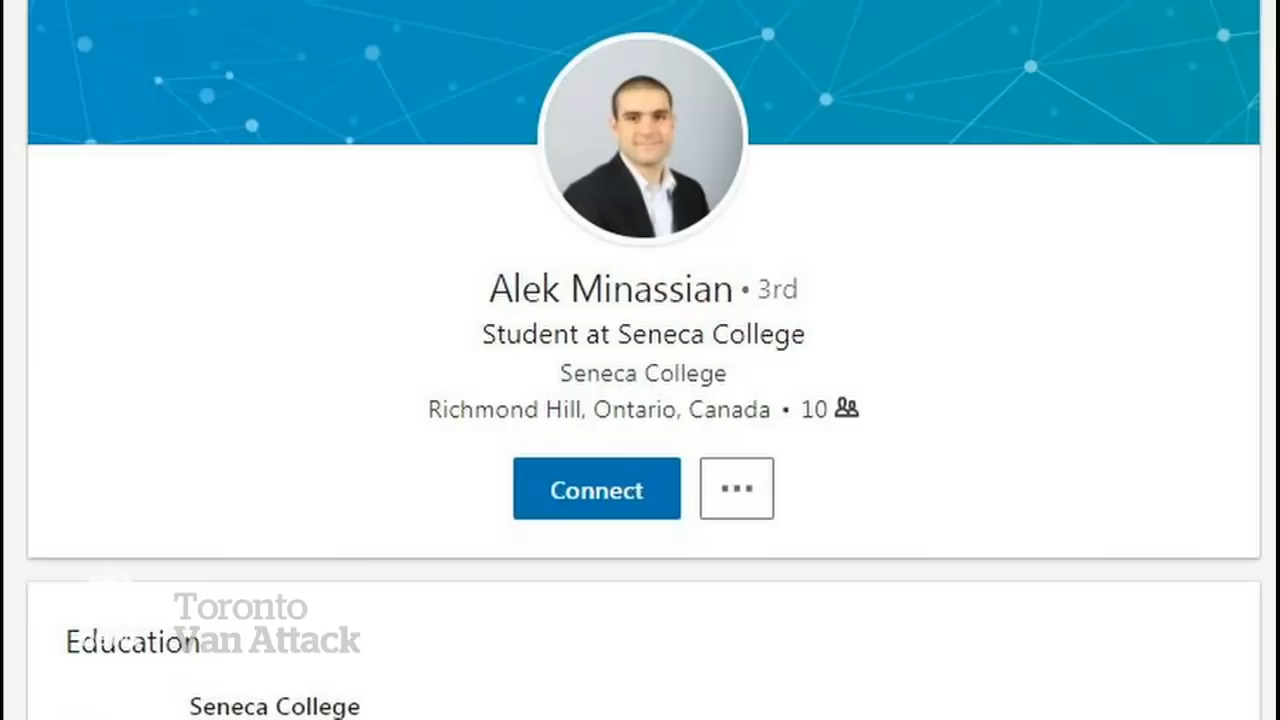 Alek Minassian • 3rd
Student at Seneca College
Seneca College
Richmond Hill, Ontario, Canada • 10
Connect
...
Toronto
Van Attack
Education
Seneca College